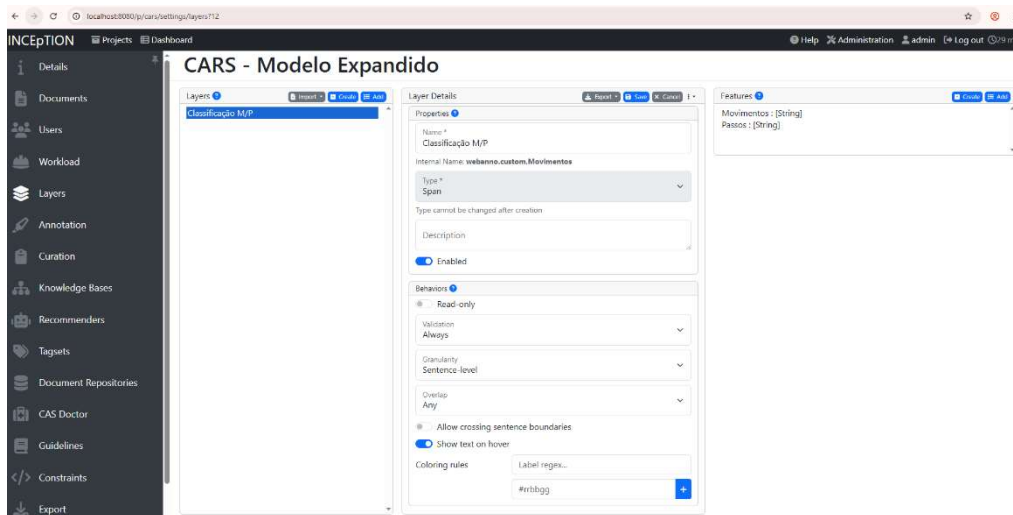 localhost:8080/p/cars/settings/layers?12
INCEpTION Projects Dashboard Help Administration admin Log out 29 m
CARS - Modelo Expandido
Details
Documents
Users
Workload
Layers
Annotation
Curation
Knowledge Bases
Recommenders
Tagsets
Document Repositories
CAS Doctor
Guidelines
Constraints
Export
Layers Import Create Add
Classificação M/P
Layer Details Export Save Cancel
Properties
Name *
Classificação M/P
Internal Name: webanno.custom.Movimentos
Type *
Span
Type cannot be changed after creation
Description
Enabled
Behaviors
Read-only
Validation
Always
Granularity
Sentence-level
Overlap
Any
Allow crossing sentence boundaries
Show text on hover
Coloring rules Label regex...
#rrbbgg
+
Features Create Add
Movimentos : [String]
Passos : [String]